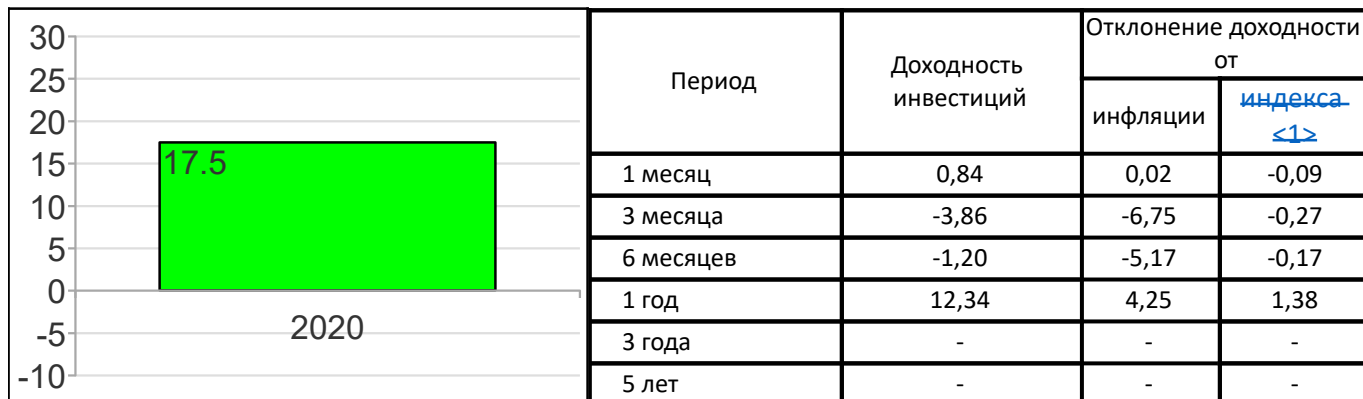 30
25
20
15
10
5
0
-5
-10
17.5
2020
Период
Доходность
инвестиций
Отклонение доходности
от
инфляции
индекса
<1>
1 месяц 0,84 0,02 -0,09
3 месяца -3,86 -6,75 -0,27
6 месяцев -1,20 -5,17 -0,17
1 год 12,34 4,25 1,38
3 года - - -
5 лет - - -